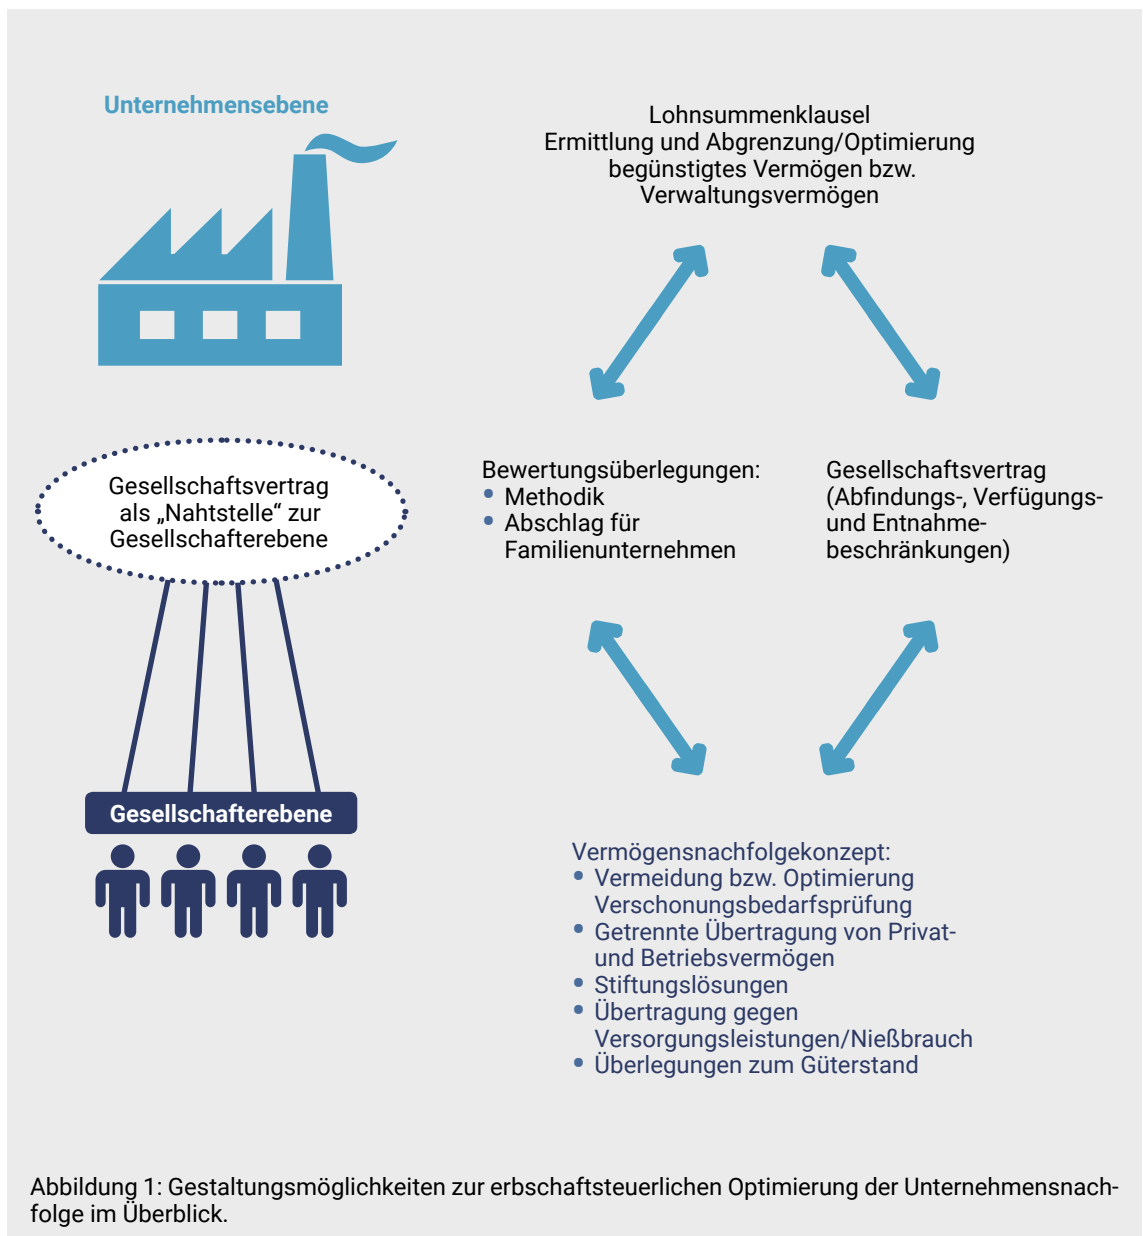 Unternehmensebene
Lohnsummenklausel
Ermittlung und Abgrenzung/Optimierung
begünstigtes Vermögen bzw.
Verwaltungsvermögen
Gesellschaftsvertrag
als „Nahtstelle“ zur
Gesellschafterebene
Bewertungsüberlegungen:
• Methodik
• Abschlag für
Familienunternehmen
Gesellschaftsvertrag
(Abfindungs-, Verfügungs-
und Entnahme-
beschränkungen)
Gesellschafterebene
Vermögensnachfolgekonzept:
• Vermeidung bzw. Optimierung
Verschonungsbedarfsprüfung
• Getrennte Übertragung von Privat-
und Betriebsvermögen
• Stiftungslösungen
• Übertragung gegen
Versorgungsleistungen/Nießbrauch
• Überlegungen zum Güterstand
Abbildung 1: Gestaltungsmöglichkeiten zur erbschaftsteuerlichen Optimierung der Unternehmensnach-
folge im Überblick.